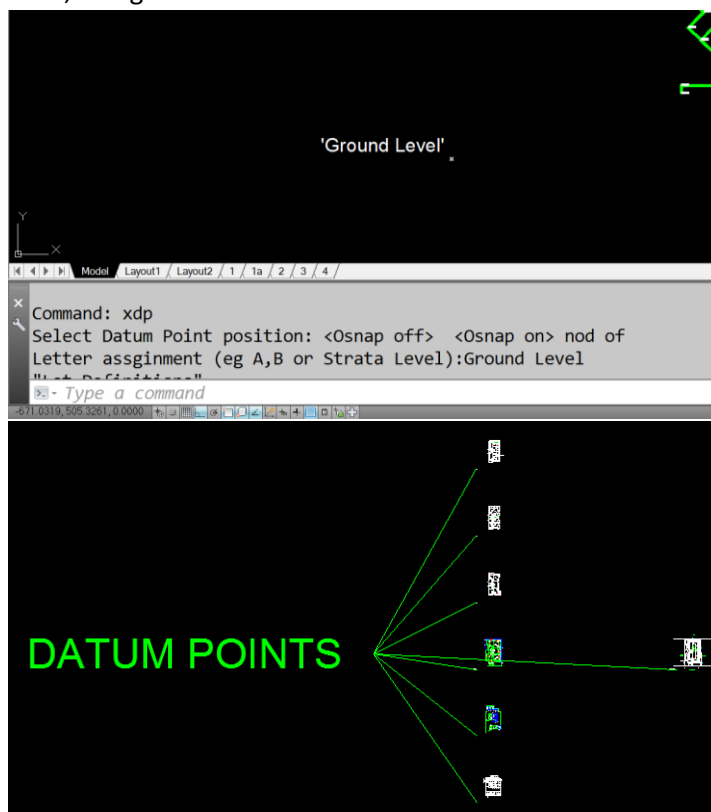 'Ground Level'
Y
X
Model / Layout1 / Layout2 / 1 / 1a / 2 / 3 / 4 /
Command: xdp
Select Datum Point position: <Osnap off>  <Osnap on> nod of
Letter assginment (eg A,B or Strata Level):Ground Level
"Lot Definitions"
Type a command
-671.0319, 505.3261, 0.0000
DATUM POINTS